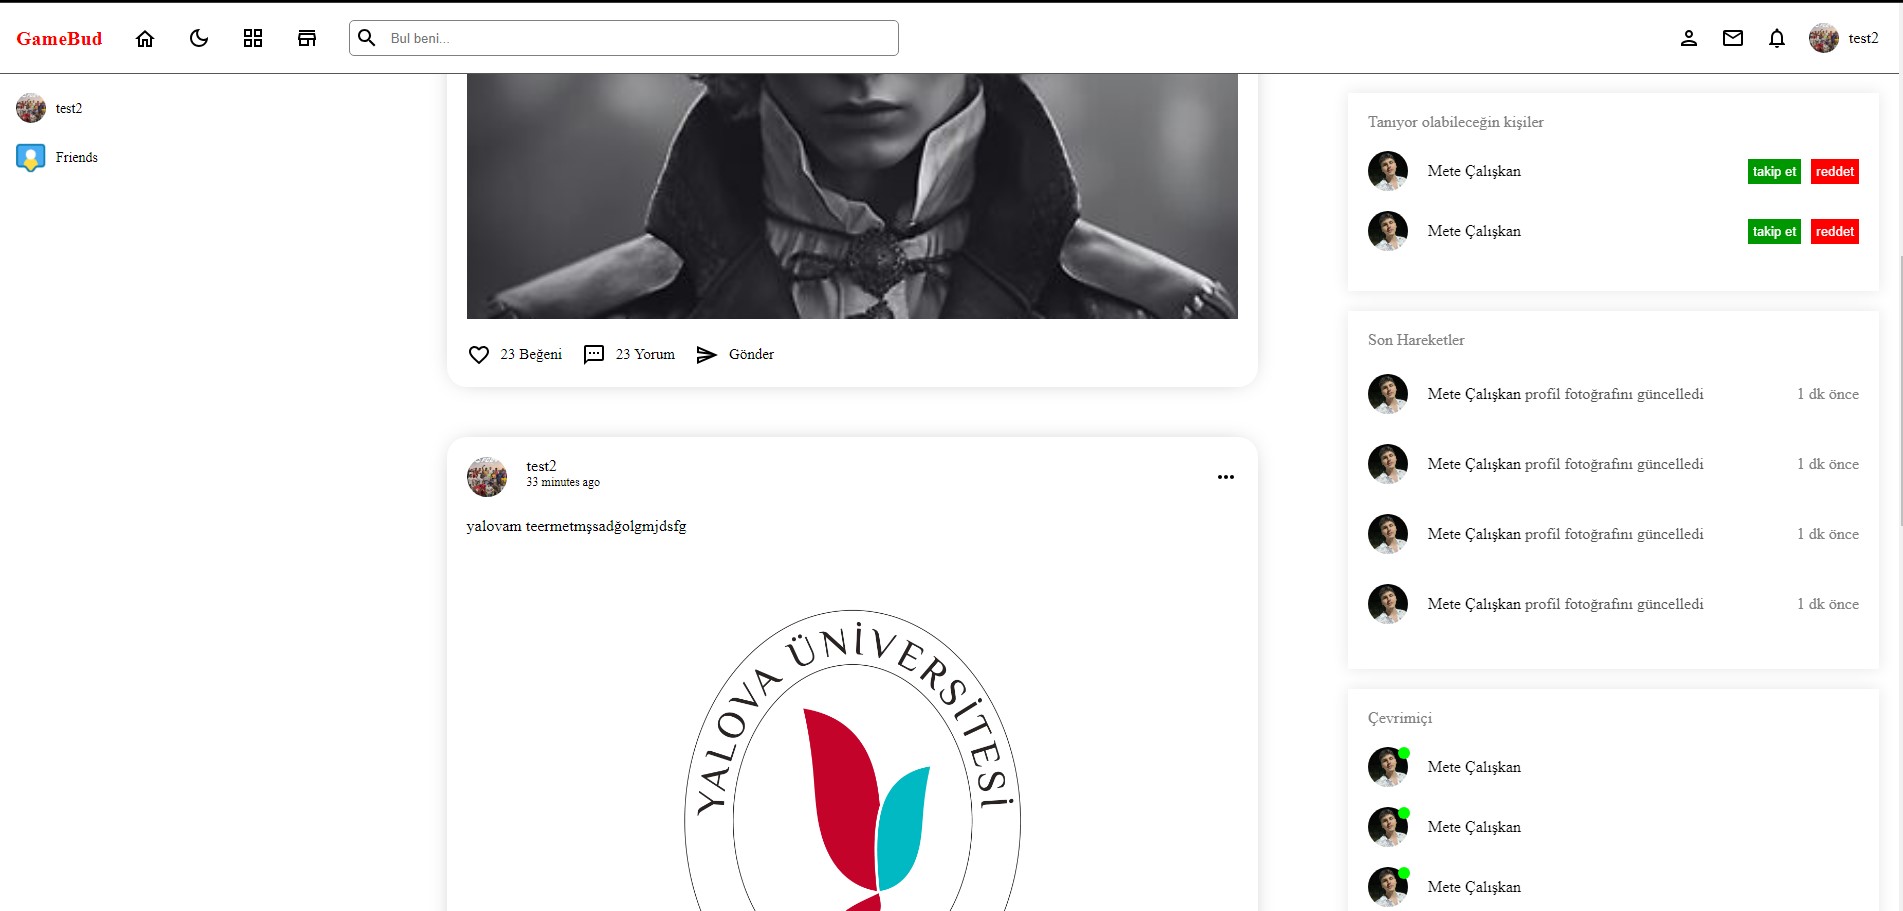 GameBud
Bul beni...
test2
test2
Friends
23 Beğeni
23 Yorum
Gönder
test2
33 minutes ago
yalovam teermetmşsadğolgmjdsfg
YALOVA ÜNİVERSİTESİ
Tanıyor olabileceğin kişiler
Mete Çalışkan
takip et
reddet
Mete Çalışkan
takip et
reddet
Son Hareketler
Mete Çalışkan profil fotoğrafını güncelledi
1 dk önce
Mete Çalışkan profil fotoğrafını güncelledi
1 dk önce
Mete Çalışkan profil fotoğrafını güncelledi
1 dk önce
Mete Çalışkan profil fotoğrafını güncelledi
1 dk önce
Çevrimiçi
Mete Çalışkan
Mete Çalışkan
Mete Çalışkan